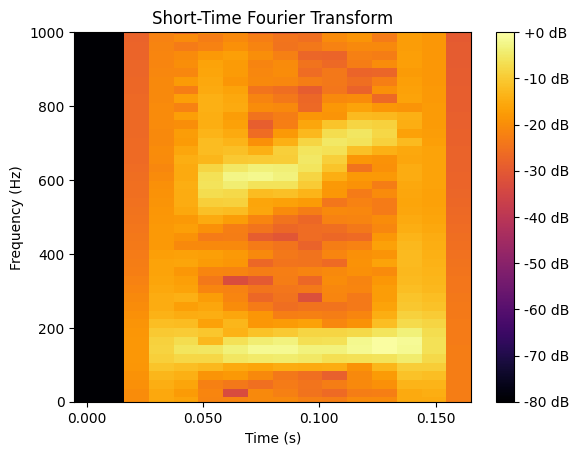 Short-Time Fourier Transform
1000
800
600
400
200
0
Frequency (Hz)
0.000
0.050
0.100
0.150
Time (s)
+0 dB
-10 dB
-20 dB
-30 dB
-40 dB
-50 dB
-60 dB
-70 dB
-80 dB